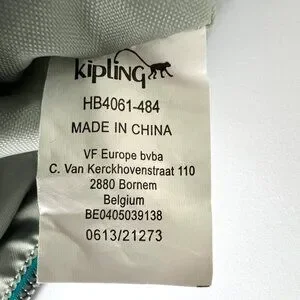 kipling
HB4061-484
MADE IN CHINA
VF Europe bvba
C. Van Kerckhovenstraat 110
2880 Bornem
Belgium
BE0405039138
0613/21273